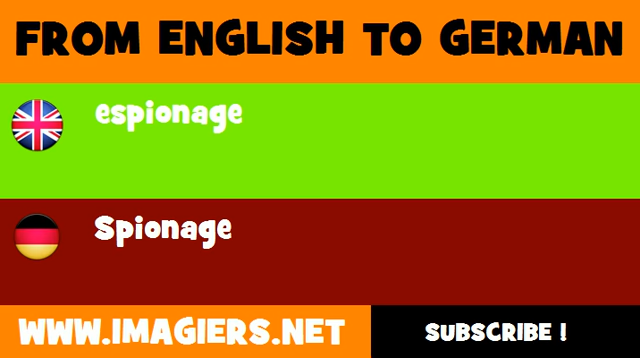 FROM ENGLISH TO GERMAN
espionage
Spionage
WWW.IMAGIERS.NET
SUBSCRIBE !